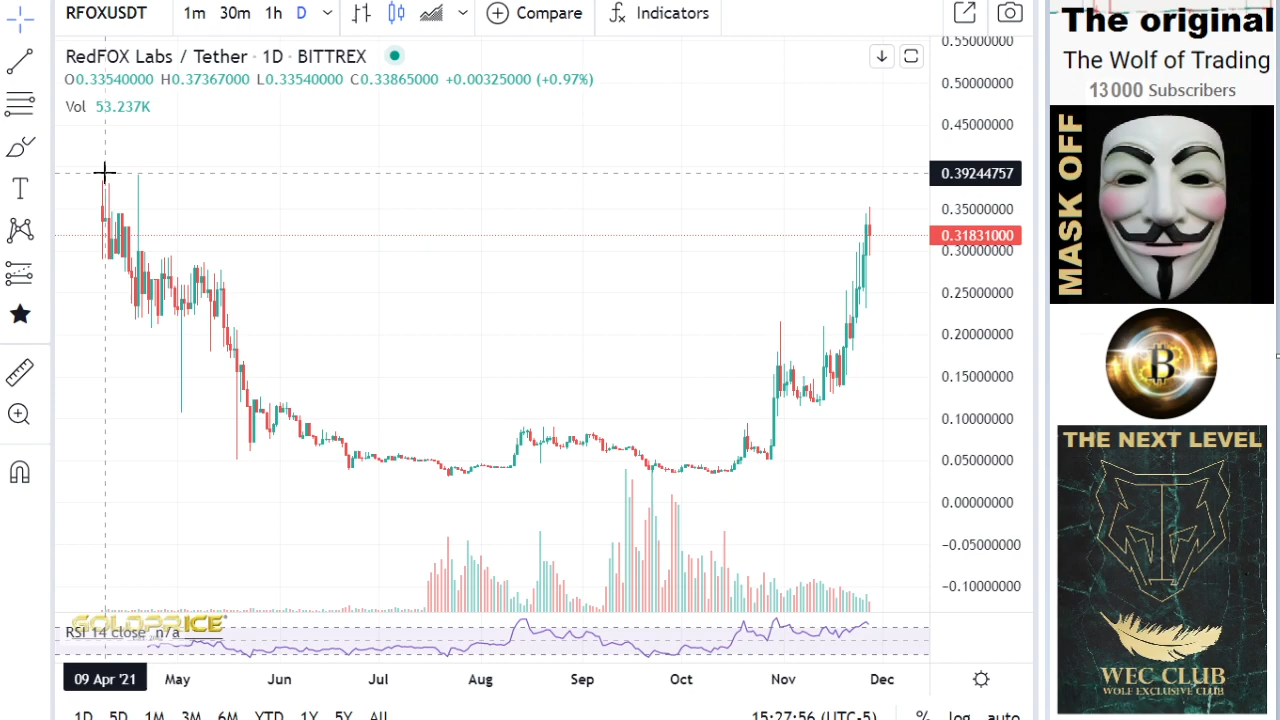 RFOXUSDT 1m 30m 1h D Compare Indicators
RedFOX Labs / Tether · 1D · BITTREX
O0.33540000 H0.37367000 L0.33540000 C0.33865000 +0.00325000 (+0.97%)
Vol 53.237K
0.55000000
0.50000000
0.45000000
0.39244757
0.35000000
0.31831000
0.30000000
0.25000000
0.20000000
0.15000000
0.10000000
0.05000000
0.00000000
−0.05000000
−0.10000000
GOLDPRICE
RSI 14 close n/a
09 Apr '21 May Jun Jul Aug Sep Oct Nov Dec
1D 5D 1M 3M 6M YTD 1Y 5Y All 15:27:56 (UTC-5) % log auto
The original
The Wolf of Trading
13000 Subscribers
MASK OFF
B
THE NEXT LEVEL
WEC CLUB
WOLF EXCLUSIVE CLUB